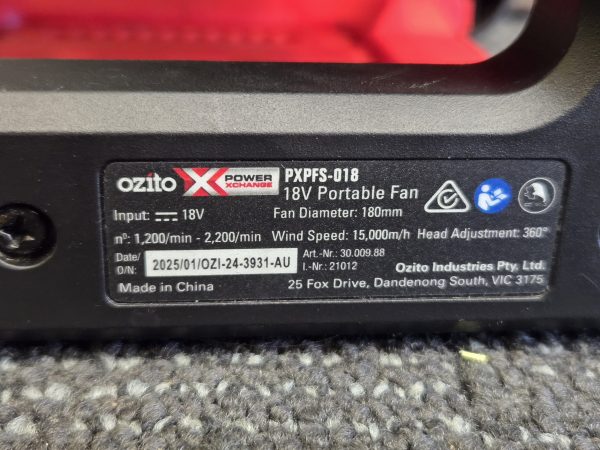 ozito X POWER XCHANGE PXPFS-018
18V Portable Fan
Input: ⎓ 18V Fan Diameter: 180mm
n°: 1,200/min - 2,200/min Wind Speed: 15,000m/h Head Adjustment: 360°
Date/ O/N: 2025/01/OZI-24-3931-AU Art.-Nr.: 30.009.88
I.-Nr.: 21012 Ozito Industries Pty. Ltd.
Made in China 25 Fox Drive, Dandenong South, VIC 3175